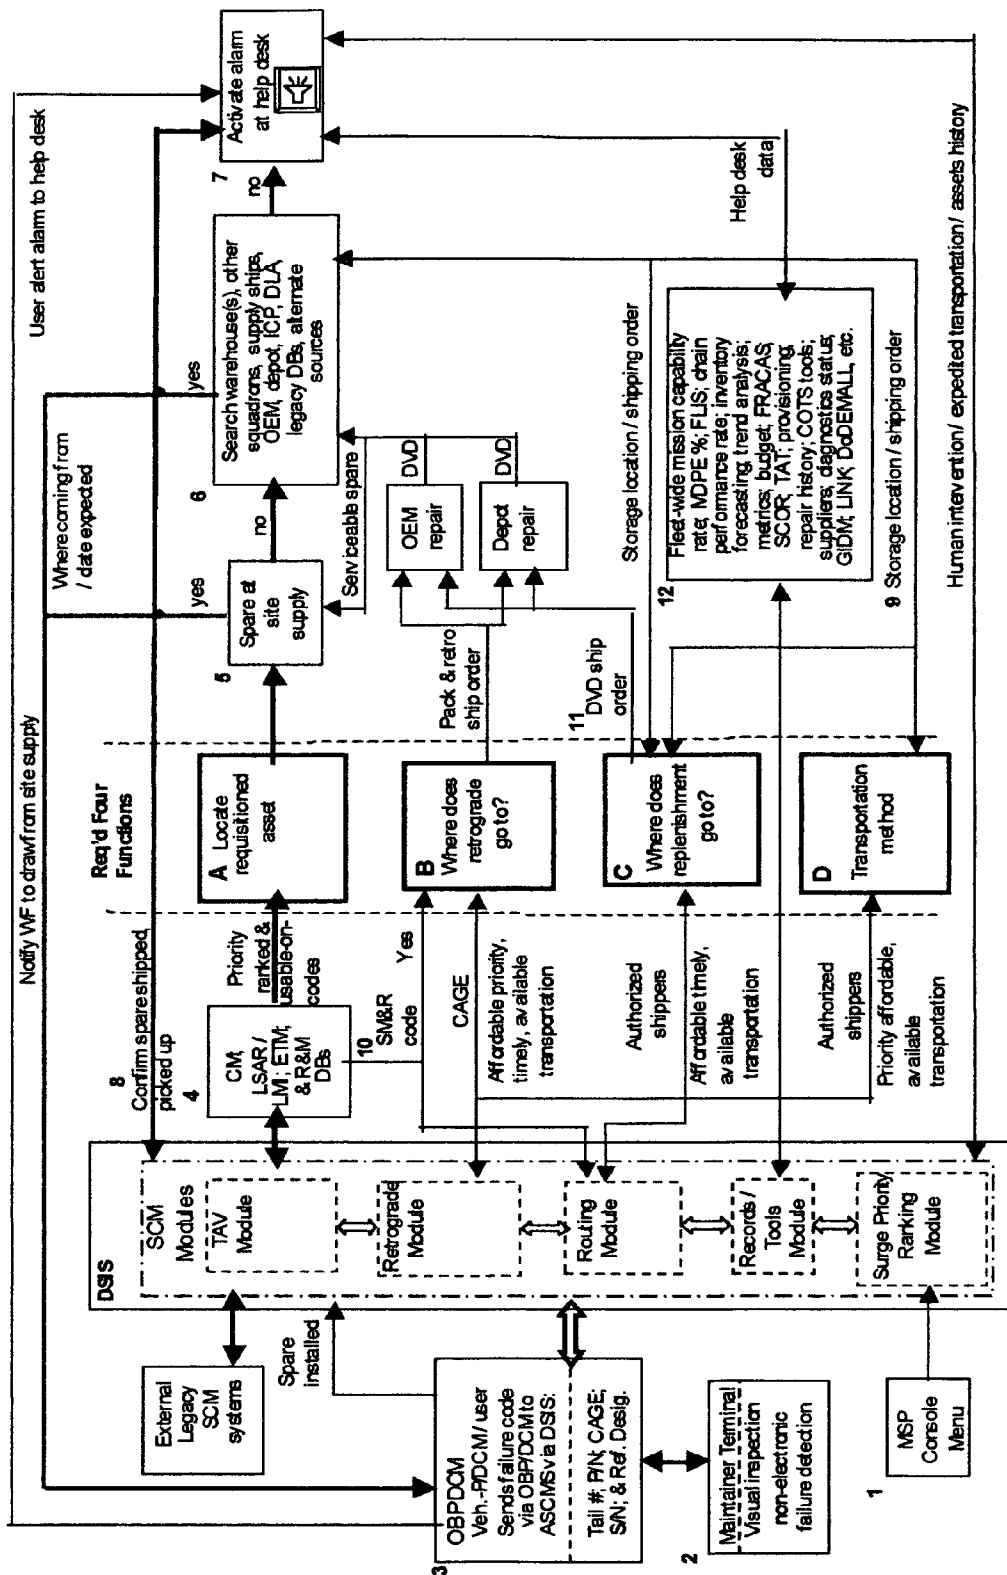 User alert alarm to help desk
Notify WF to draw from site supply
Where coming from
/ date expected
8
Confirm spare shipped,
picked up
Req'd Four
Functions
DSIS
SCM
Modules
TAV
Module
Retrograde
Module
Routing
Module
Records /
Tools
Module
Surge Priority
Ranking
Module
External
Legacy
SCM
systems
Spare
installed
3
OBPDCM
Veh.-P/DCM / user
Sends failure code
via OBP/DCM to
ASCMS via DSIS:
Tail #; P/N; CAGE;
S/N; & Ref. Desig.
2
Maintainer Terminal
Visual inspection
non-electronic
failure detection
1
MSP
Console
Menu
4
CM;
LSAR /
LM; ETM;
& R&M
DBs
Priority
ranked &
usable-on-
codes
10
SM&R
code
Yes
CAGE
Affordable priority,
timely, available
transportation
Authorized
shippers
Affordable timely,
available
transportation
Authorized
shippers
Priority affordable,
available
transportation
A Locate
requisitioned
asset
B
Where does
retrograde
go to?
C
Where does
replenishment
go to?
D
Transportation
method
5
Spare at
site
supply
yes
no
6
Search warehouse(s), other
squadrons, supply ships,
OEM, depot, ICP, DLA,
legacy DBs, alternate
sources
yes
no
7
Activate alarm
at help desk
Serviceable spare
Pack & retro
ship order
OEM
repair
DVD
Depot
repair
DVD
11
DVD ship
order
Storage location / shipping order
12
Fleet-wide mission capability
rate; MDPE %; FLIS; chain
performance rate; inventory
forecasting; trend analysis;
metrics; budget; FRACAS;
SCOR; TAT; provisioning;
repair history; COTS tools;
suppliers; diagnostics status;
GIDM; LINK; DoDEMALL, etc.
Help desk
data
9 Storage location / shipping order
Human intervention/ expedited transportation/ assets history